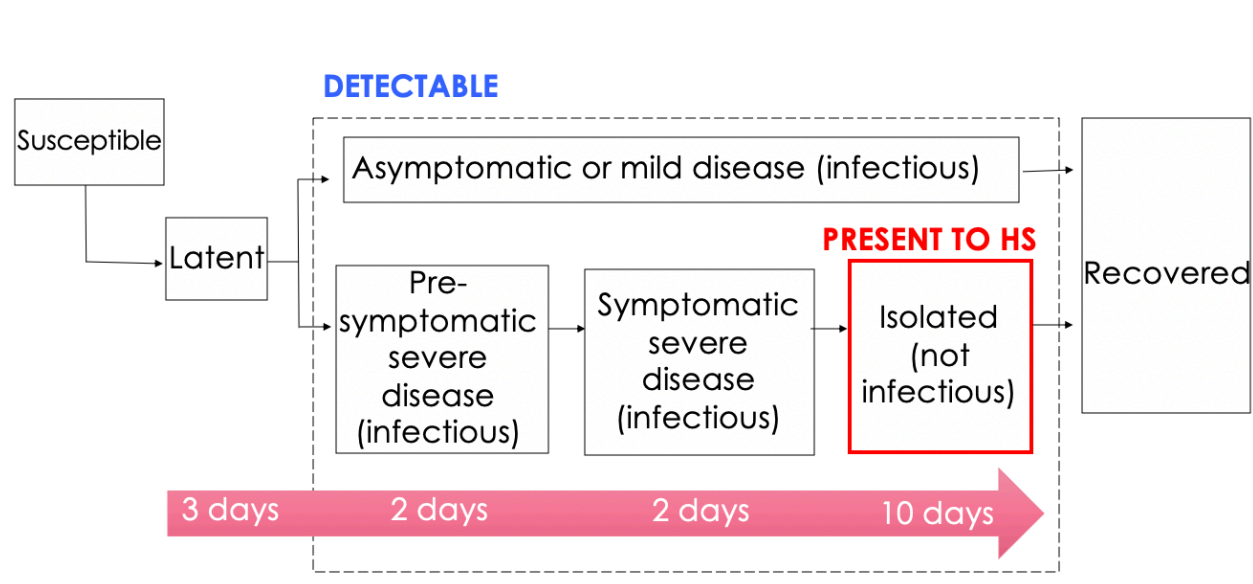 DETECTABLE
Susceptible
Asymptomatic or mild disease (infectious)
Latent
PRESENT TO HS
Pre-
symptomatic
severe
disease
(infectious)
Symptomatic
severe
disease
(infectious)
Isolated
(not
infectious)
Recovered
3 days
2 days
2 days
10 days